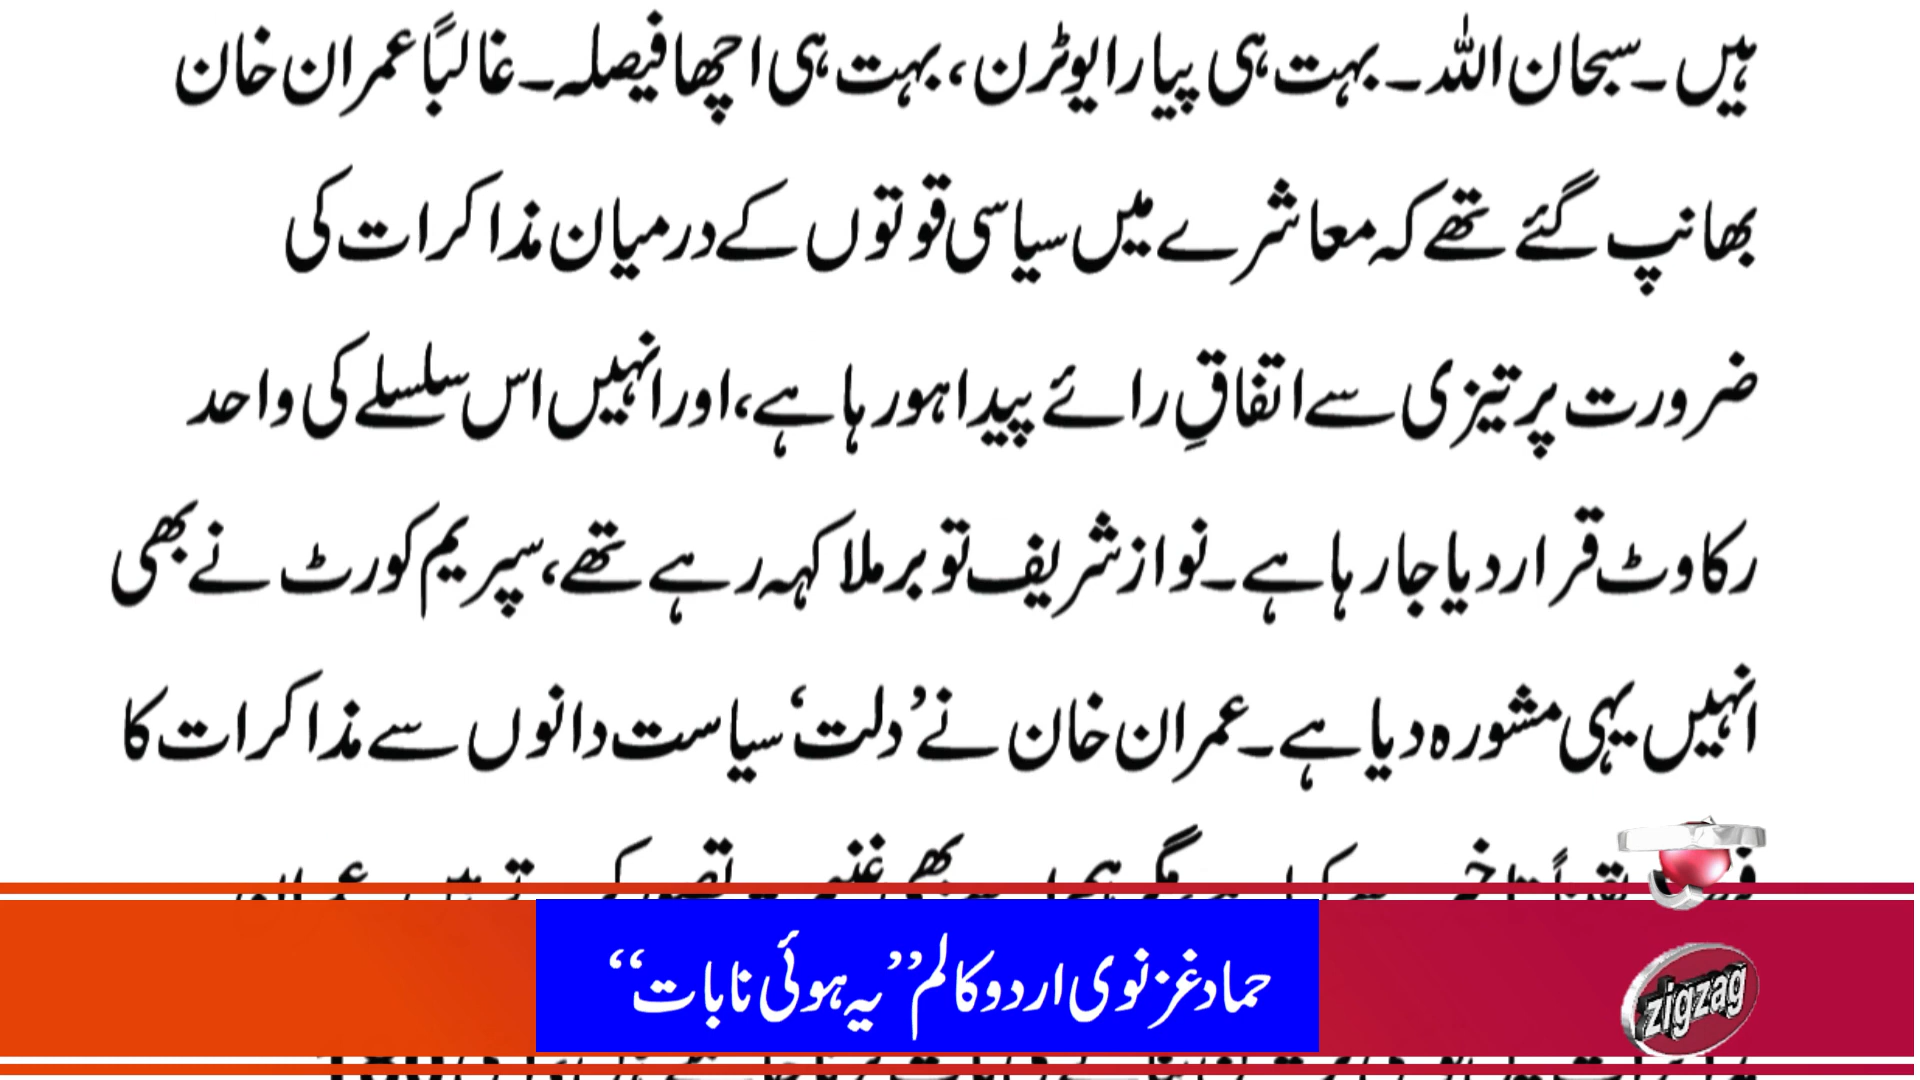 ہیں۔سبحان اللہ۔ بہت ہی پیارا یوٹرن، بہت ہی اچھا فیصلہ۔ غالباً عمران خان
بھانپ گئے تھے کہ معاشرے میں سیاسی قوتوں کے درمیان مذاکرات کی
ضرورت پر تیزی سے اتفاقِ رائے پیدا ہو رہا ہے، اور انہیں اس سلسلے کی واحد
رکاوٹ قرار دیا جا رہا ہے۔ نواز شریف تو برملا کہہ رہے تھے، سپریم کورٹ نے بھی
انہیں یہی مشورہ دیا ہے۔ عمران خان نے ’دلت‘ سیاست دانوں سے مذاکرات کا
حماد غزنوی اردو کالم ”یہ ہوئی نا بات“
zigzag